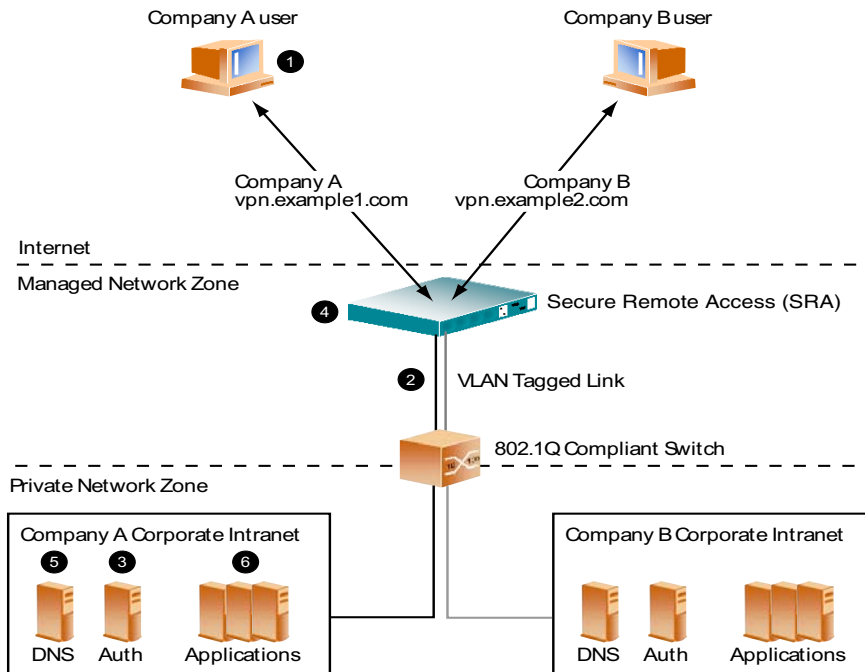 Company A user
Company B user
1
Company A
vpn.example1.com
Company B
vpn.example2.com
Internet
Managed Network Zone
4
Secure Remote Access (SRA)
2
VLAN Tagged Link
802.1Q Compliant Switch
Private Network Zone
Company A Corporate Intranet
5
3
6
DNS
Auth
Applications
Company B Corporate Intranet
DNS
Auth
Applications